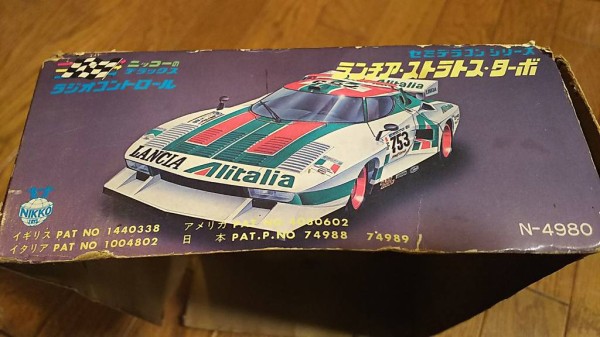 ニッコーの
デラックス
ラジオコントロール
セミデラコン シリーズ
ランチア・ストラトス・ターボ
Alitalia
753
LANCIA
Alitalia
NIKKO
イギリス PAT NO 1440338
イタリア PAT NO 1004802
アメリカ PAT. NO. 4080602
日 本 PAT.P.NO 74988 74989
N-4980